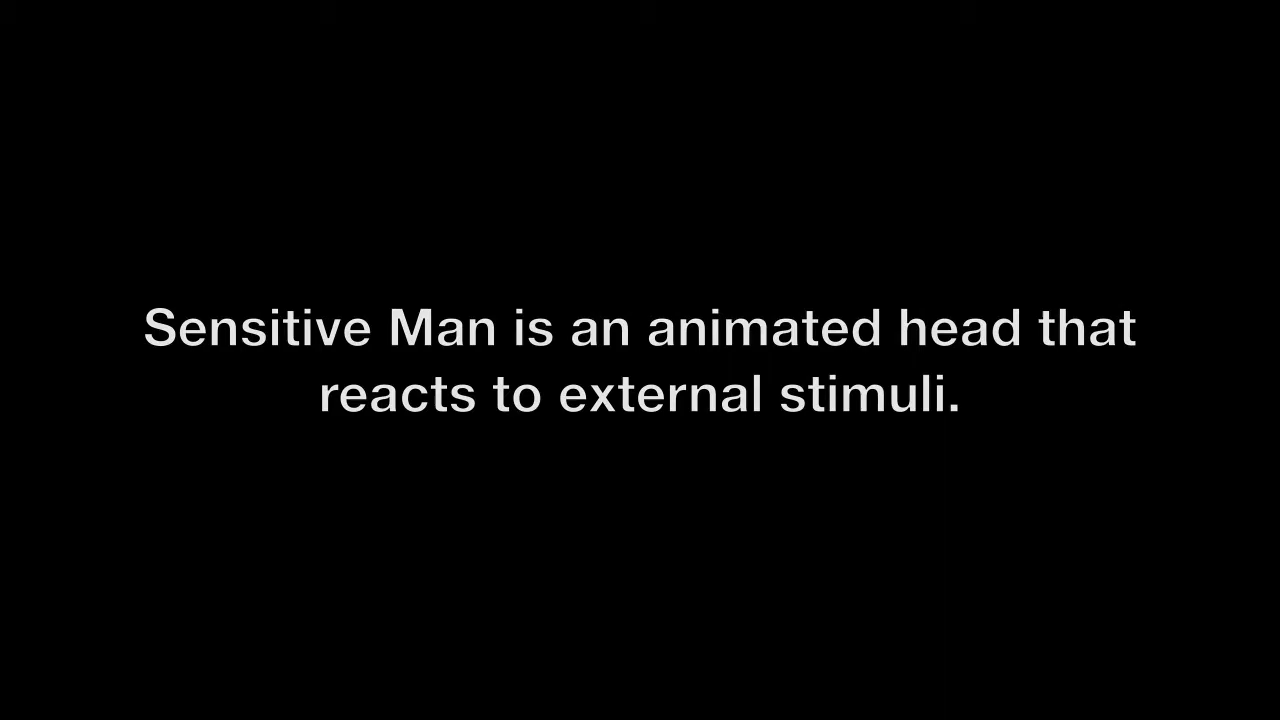 Sensitive Man is an animated head that
reacts to external stimuli.